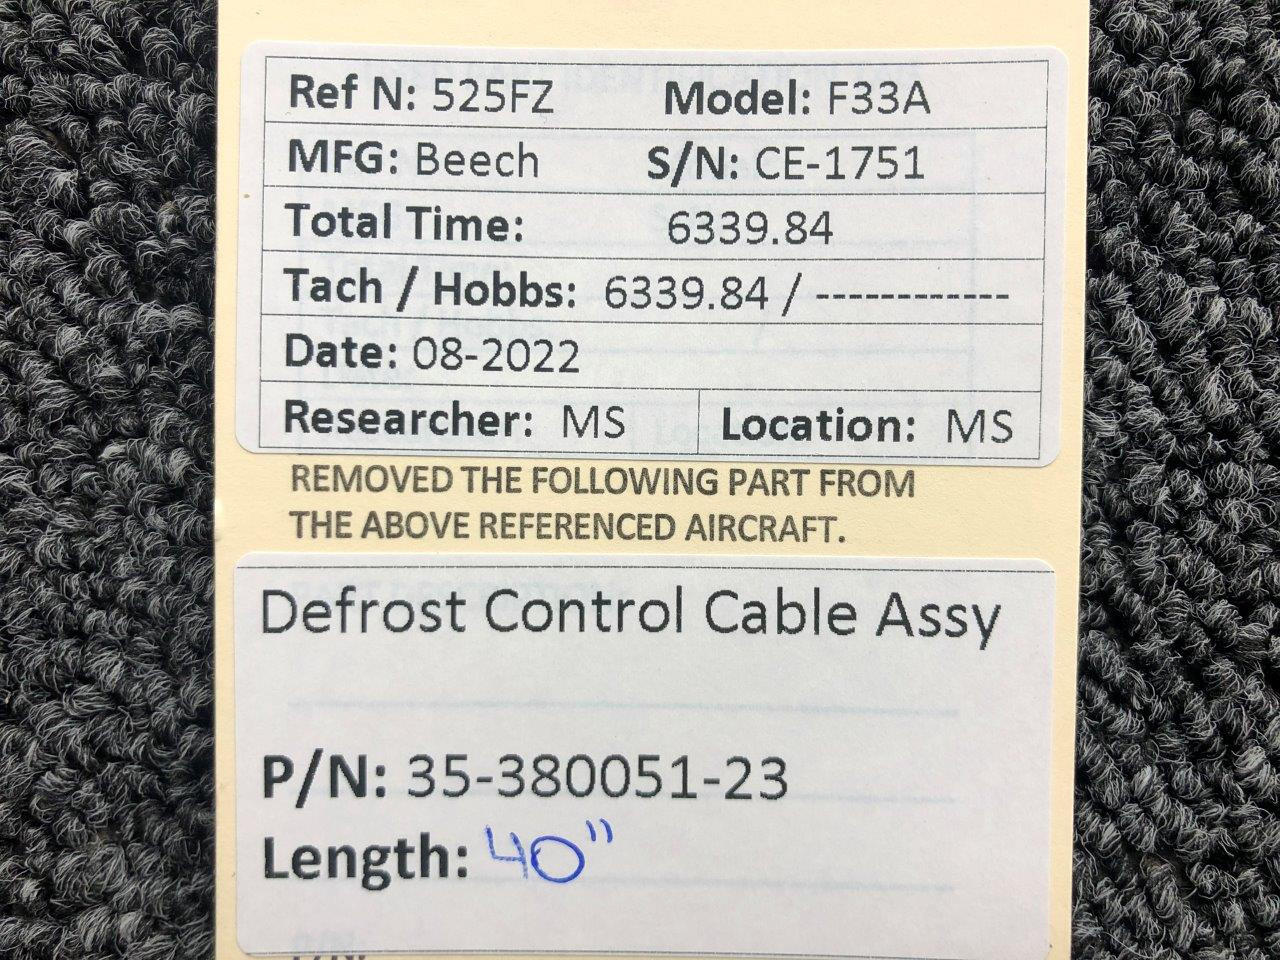 Ref N: 525FZ Model: F33A
MFG: Beech S/N: CE-1751
Total Time: 6339.84
Tach / Hobbs: 6339.84 / ------------
Date: 08-2022
Researcher: MS Location: MS
REMOVED THE FOLLOWING PART FROM
THE ABOVE REFERENCED AIRCRAFT.
Defrost Control Cable Assy
P/N: 35-380051-23
Length: 40"